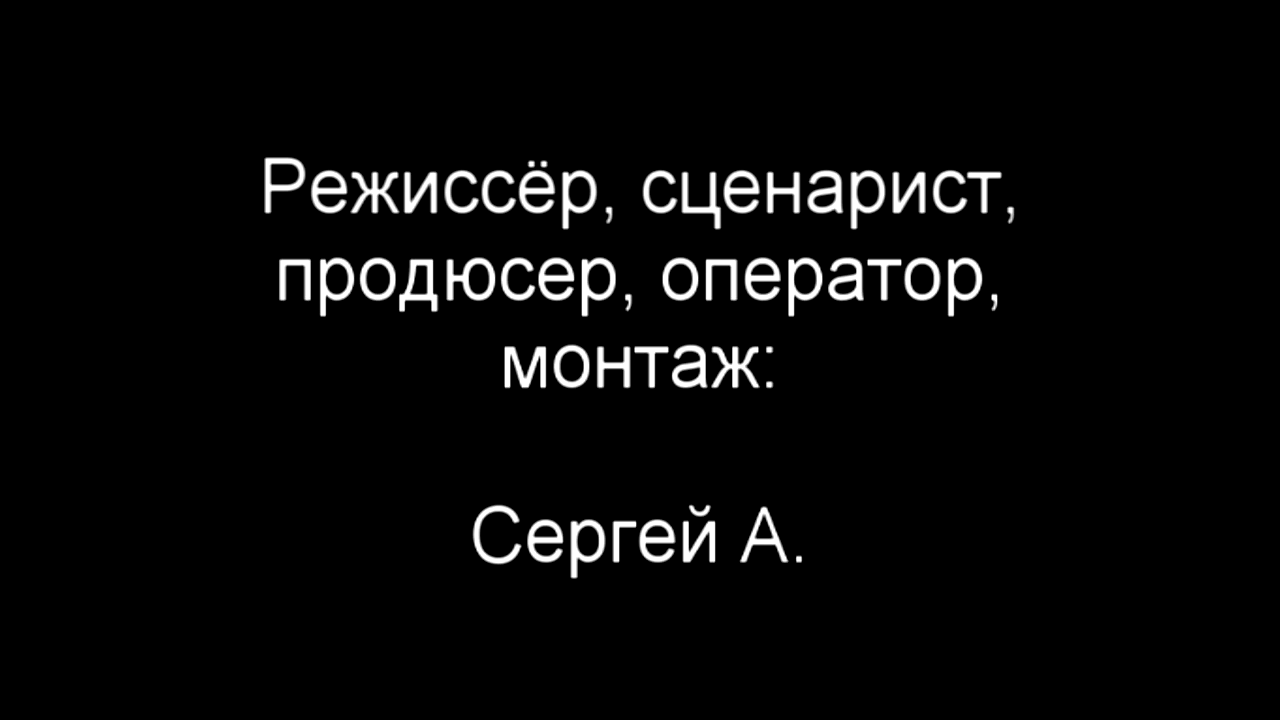 Режиссёр, сценарист,
продюсер, оператор,
монтаж:
Сергей А.